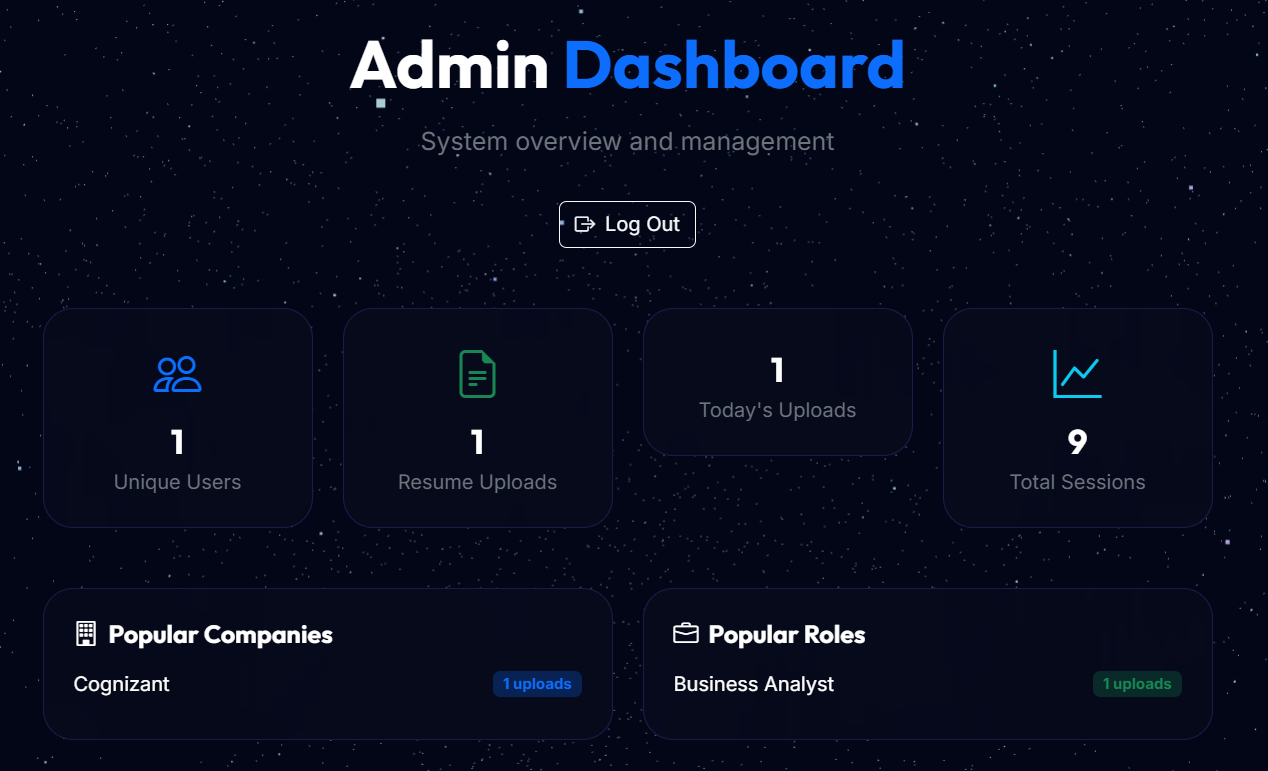 Admin Dashboard
System overview and management
Log Out
1
Unique Users
1
Resume Uploads
1
Today's Uploads
9
Total Sessions
Popular Companies
Cognizant 1 uploads
Popular Roles
Business Analyst 1 uploads